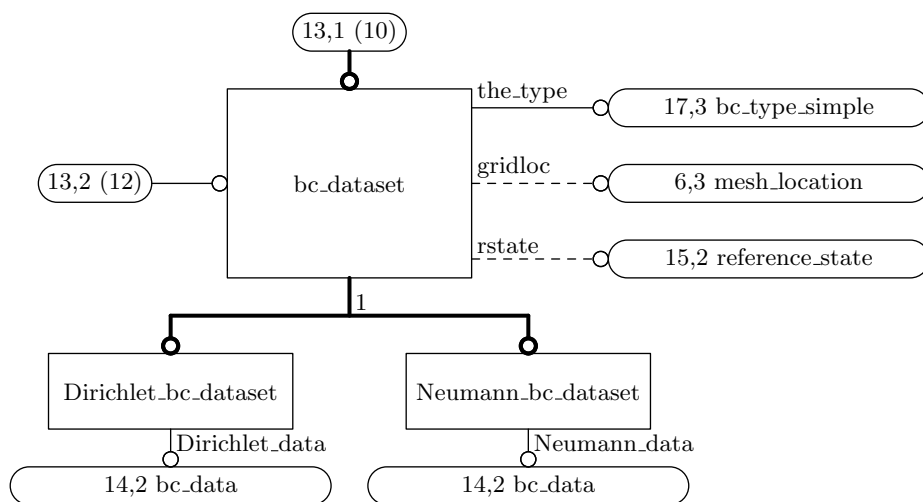 13,1 (10)
the_type
17,3 bc_type_simple
13,2 (12)
bc_dataset
gridloc
6,3 mesh_location
rstate
15,2 reference_state
1
Dirichlet_bc_dataset
Neumann_bc_dataset
Dirichlet_data
Neumann_data
14,2 bc_data
14,2 bc_data